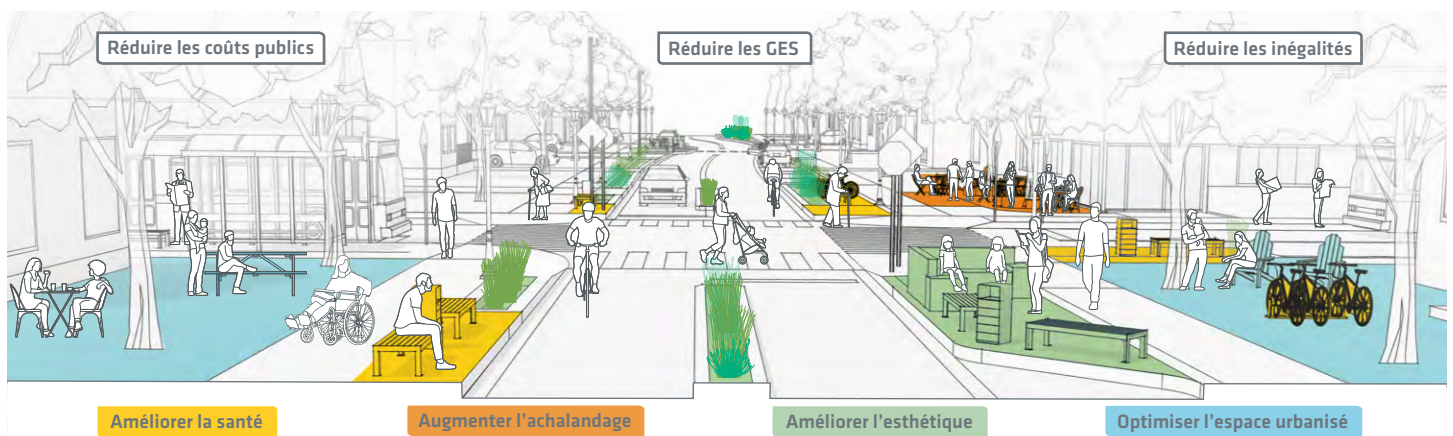 Réduire les coûts publics
Réduire les GES
Réduire les inégalités
Améliorer la santé
Augmenter l'achalandage
Améliorer l'esthétique
Optimiser l'espace urbanisé